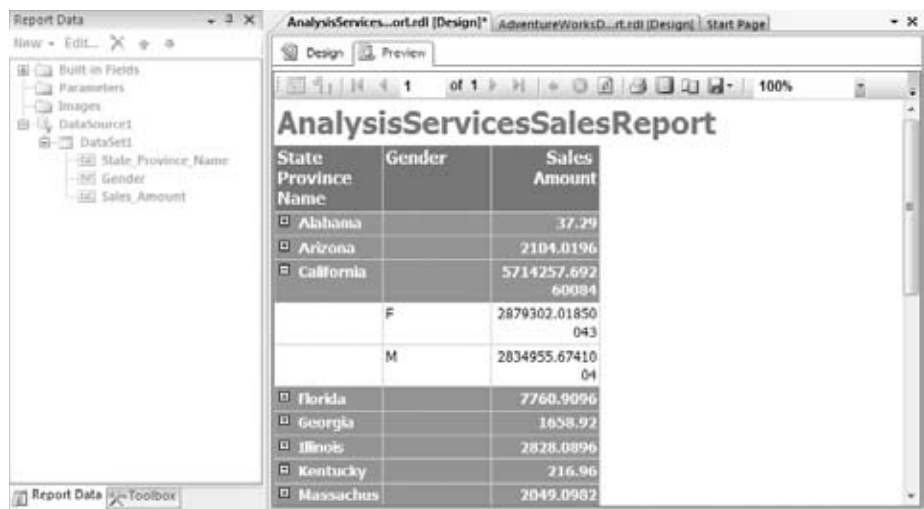 Report Data
New - Edit...
Built-in Fields
Parameters
Images
DataSource1
DataSet1
State_Province_Name
Gender
Sales_Amount
Report Data Toolbox
AnalysisServices...ort.rdl [Design]* AdventureWorksD...rt.rdl [Design] Start Page
Design Preview
1 of 1 100%
AnalysisServicesSalesReport
State Gender Sales
Province Amount
Name
Alabama 37.29
Arizona 2104.0196
California 5714257.692
60084
F 2879302.01850
043
M 2834955.67410
04
Florida 7760.9096
Georgia 1658.92
Illinois 2828.0896
Kentucky 216.96
Massachus 2049.0982